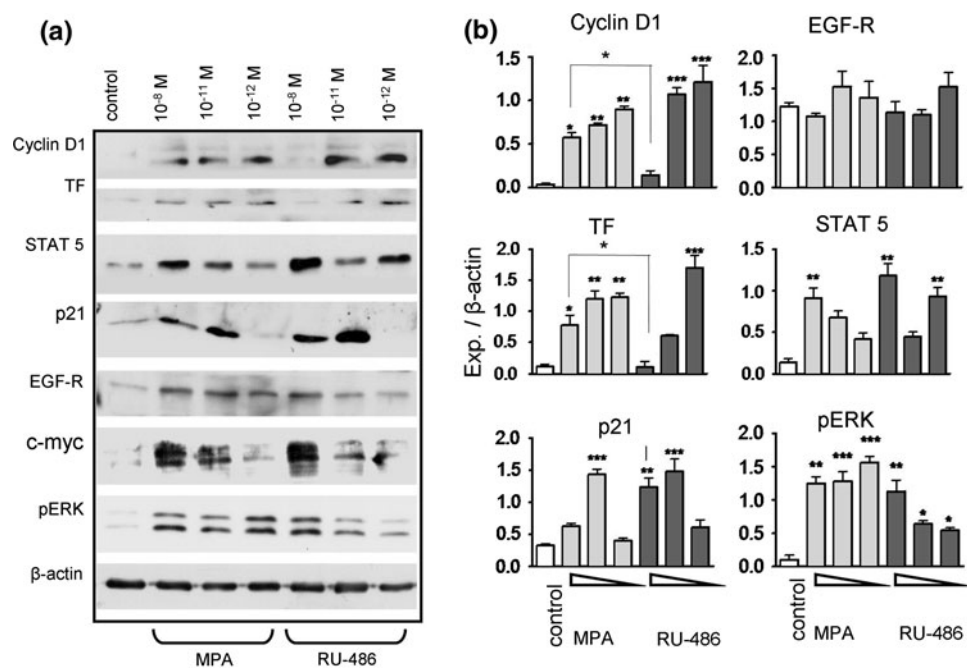 (a)
control
10⁻⁸ M
10⁻¹¹ M
10⁻¹² M
10⁻⁸ M
10⁻¹¹ M
10⁻¹² M
Cyclin D1
TF
STAT 5
p21
EGF-R
c-myc
pERK
β-actin
MPA
RU-486
(b)
Exp. / β-actin
Cyclin D1
1.5
1.0
0.5
0.0
*
**
**
*
***
***
EGF-R
2.0
1.5
1.0
0.5
0.0
TF
2.0
1.5
1.0
0.5
0.0
*
**
**
*
***
STAT 5
1.5
1.0
0.5
0.0
**
**
**
p21
2.0
1.5
1.0
0.5
0.0
***
**
***
pERK
2.0
1.5
1.0
0.5
0.0
**
***
***
**
*
*
control
MPA
RU-486
control
MPA
RU-486